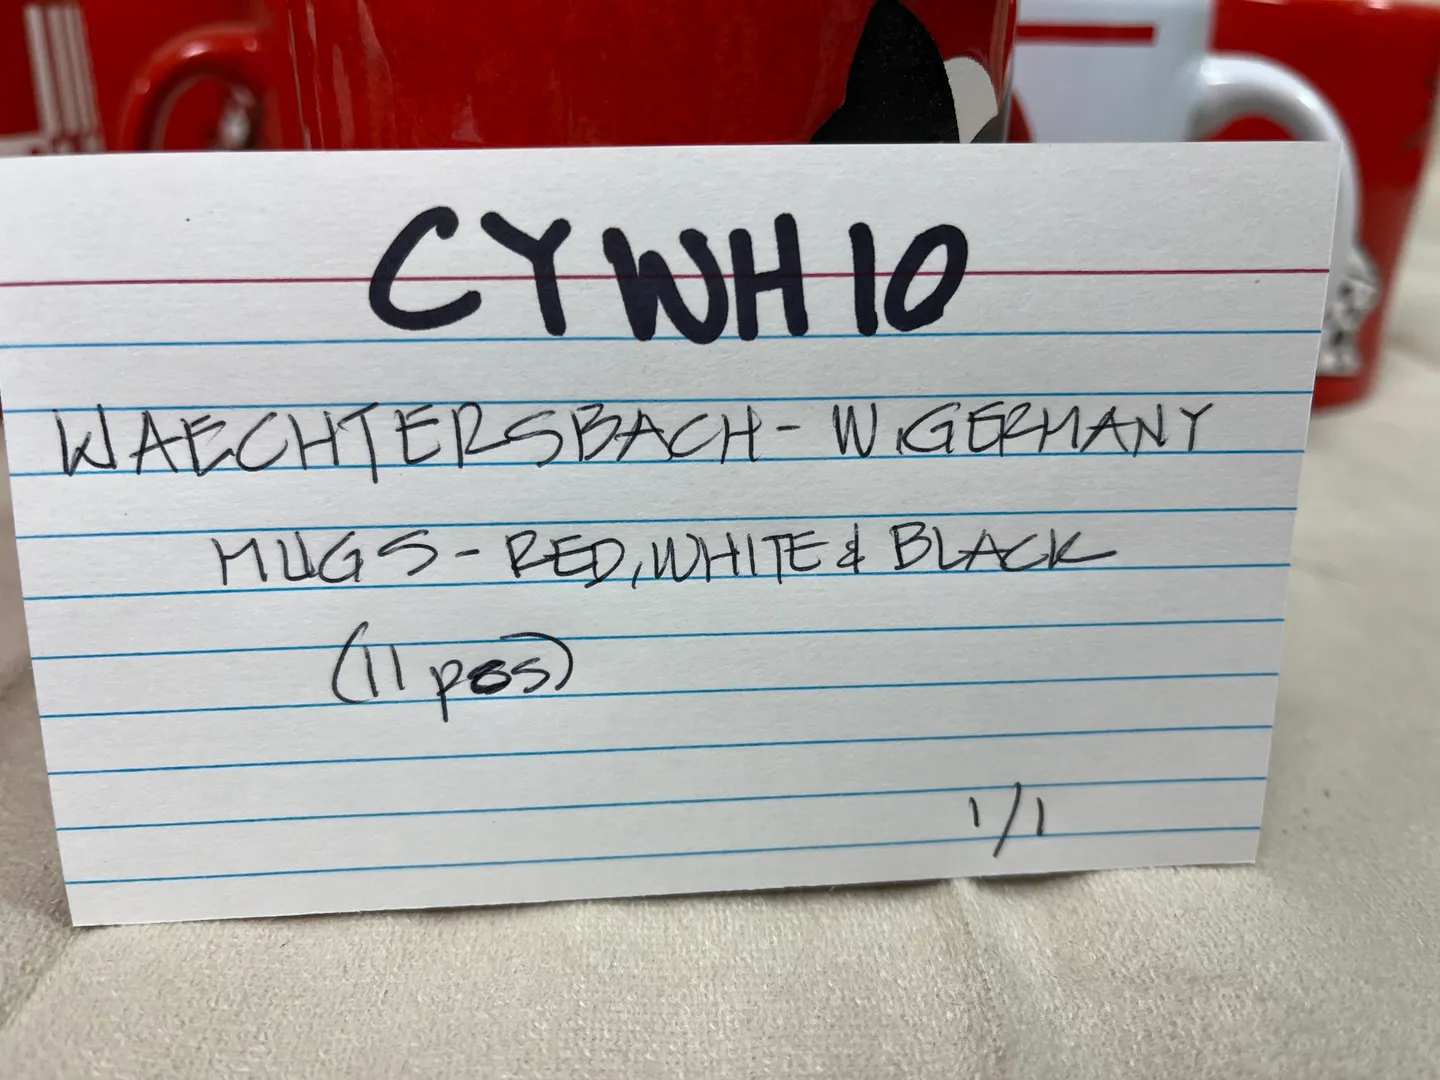 CYWH10
WAECHTERSBACH - W. GERMANY
MUGS - RED, WHITE & BLACK
(11 pcs)
1/1